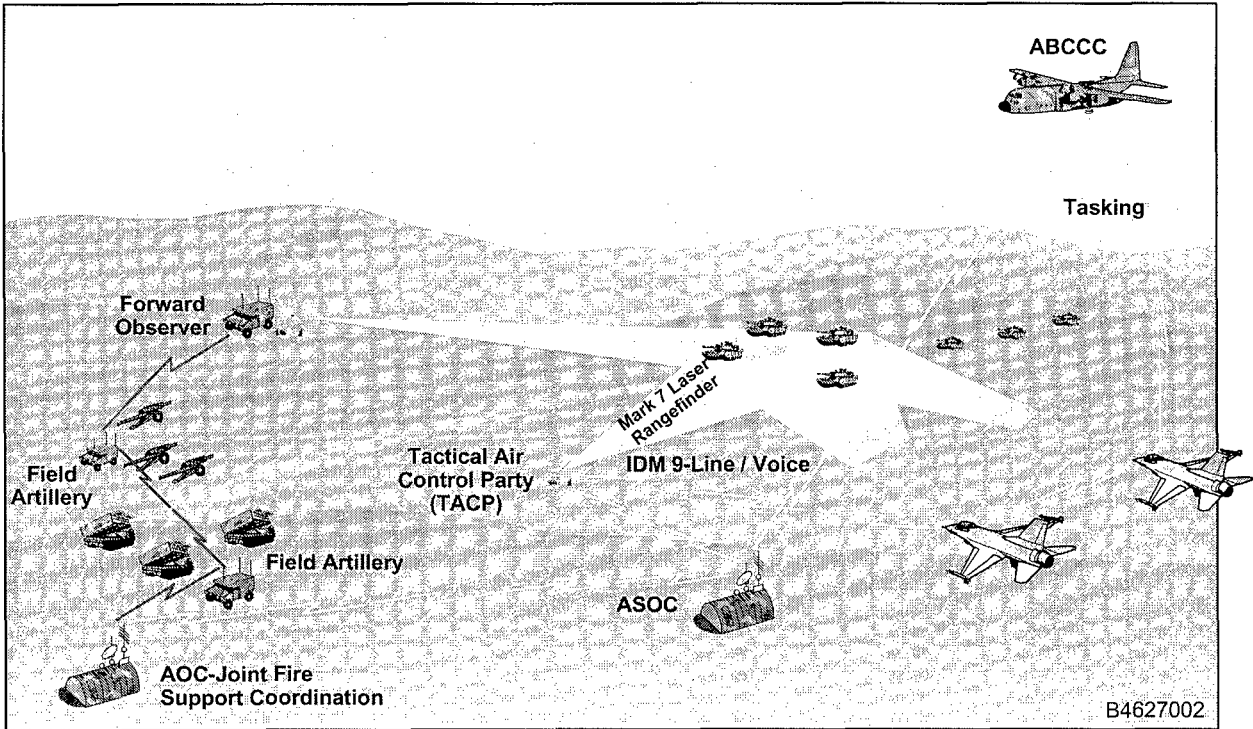 ABCCC
Tasking
Forward
Observer
Mark 7 Laser
Rangefinder
Field
Artillery
Tactical Air
Control Party
(TACP)
IDM 9-Line / Voice
Field Artillery
ASOC
AOC-Joint Fire
Support Coordination
B4627002